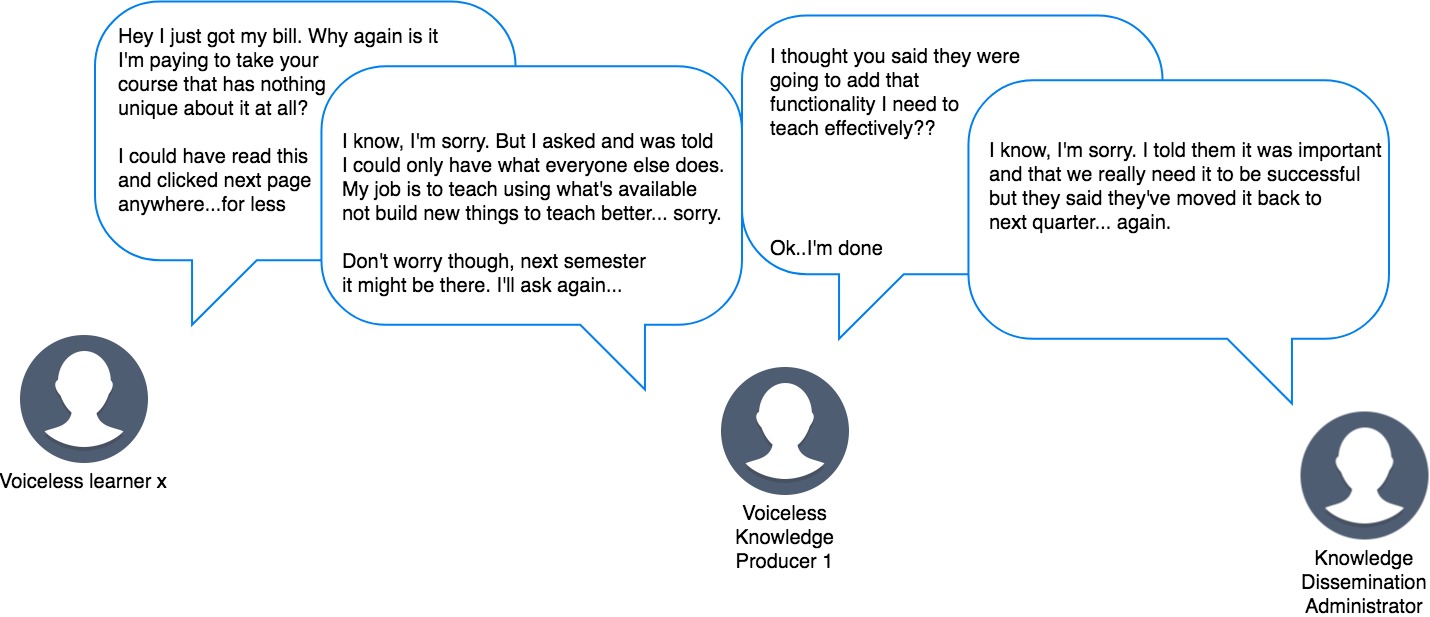 Hey I just got my bill. Why again is it
I'm paying to take your
course that has nothing
unique about it at all?
I could have read this
and clicked next page
anywhere...for less
I know, I'm sorry. But I asked and was told
I could only have what everyone else does.
My job is to teach using what's available
not build new things to teach better... sorry.
Don't worry though, next semester
it might be there. I'll ask again...
I thought you said they were
going to add that
functionality I need to
teach effectively??
Ok..I'm done
I know, I'm sorry. I told them it was important
and that we really need it to be successful
but they said they've moved it back to
next quarter... again.
Voiceless learner x
Voiceless
Knowledge
Producer 1
Knowledge
Dissemination
Administrator